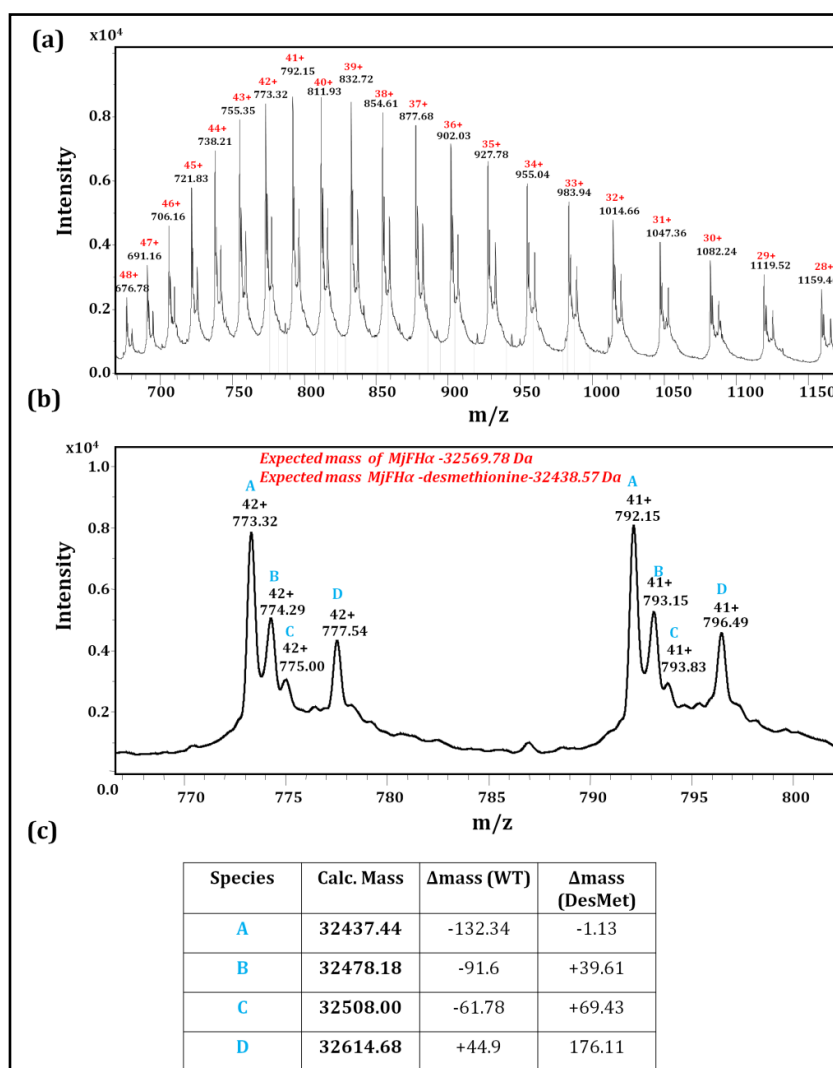 (a)
x10⁴
Intensity
10.0
8.0
6.0
0.4
0.2
0.0
48+
676.78
47+
691.16
46+
706.16
45+
721.83
44+
738.21
43+
755.35
42+
773.32
41+
792.15
40+
811.93
39+
832.72
38+
854.61
37+
877.68
36+
902.03
35+
927.78
34+
955.04
33+
983.94
32+
1014.66
31+
1047.36
30+
1082.24
29+
1119.52
28+
700 750 800 850 900 950 1000 1050 1100 1150
m/z
(b)
x10⁴
Intensity
1.0
0.8
0.6
0.4
0.2
0.0
Expected mass of MjFHα -32569.78 Da
Expected mass MjFHα -desmethionine-32438.57 Da
A
42+
773.32
B
42+
774.29
C
42+
775.00
D
42+
777.54
A
41+
792.15
B
41+
793.15
C
41+
793.83
D
41+
796.49
770 775 780 785 790 795 800
m/z
(c)
Species Calc. Mass Δmass (WT) Δmass
(DesMet)
A 32437.44 -132.34 -1.13
B 32478.18 -91.6 +39.61
C 32508.00 -61.78 +69.43
D 32614.68 +44.9 176.11